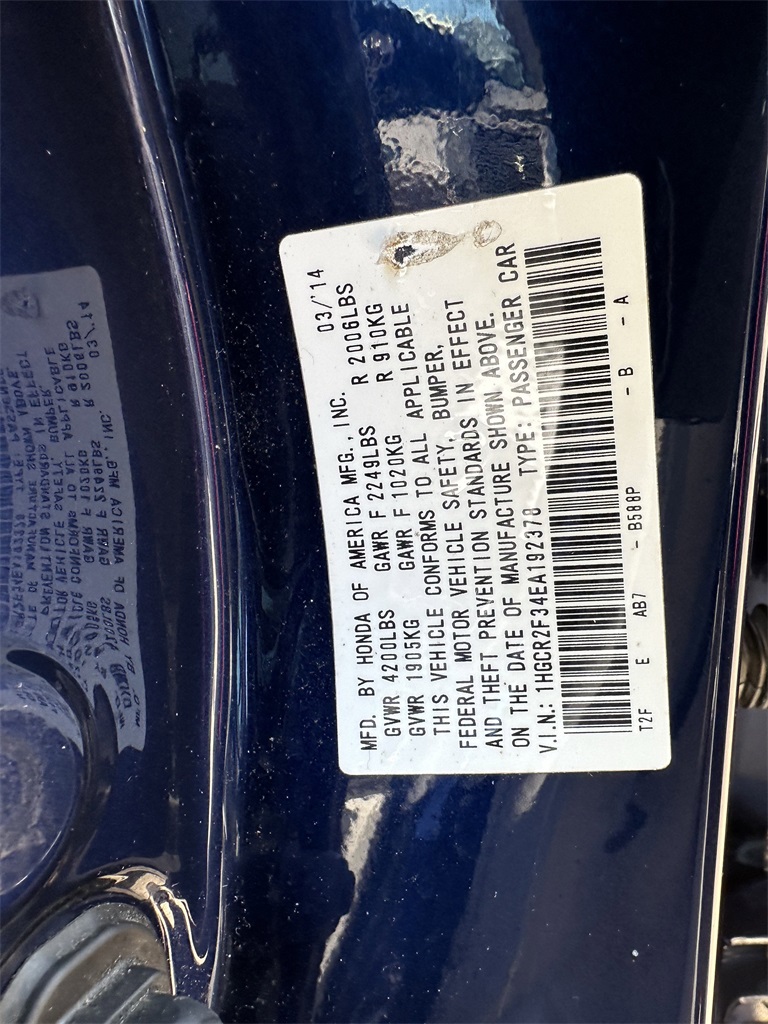 MFD. BY HONDA OF AMERICA MFG., INC. 03/'14
GVWR 4200LBS GAWR F 2249LBS R 2006LBS
GVWR 1905KG GAWR F 1020KG R 910KG
THIS VEHICLE CONFORMS TO ALL APPLICABLE
FEDERAL MOTOR VEHICLE SAFETY, BUMPER,
AND THEFT PREVENTION STANDARDS IN EFFECT
ON THE DATE OF MANUFACTURE SHOWN ABOVE.
V.I.N.: 1HGCR2F34EA192378 TYPE: PASSENGER CAR
T2F E AB7 - B588P - B - A